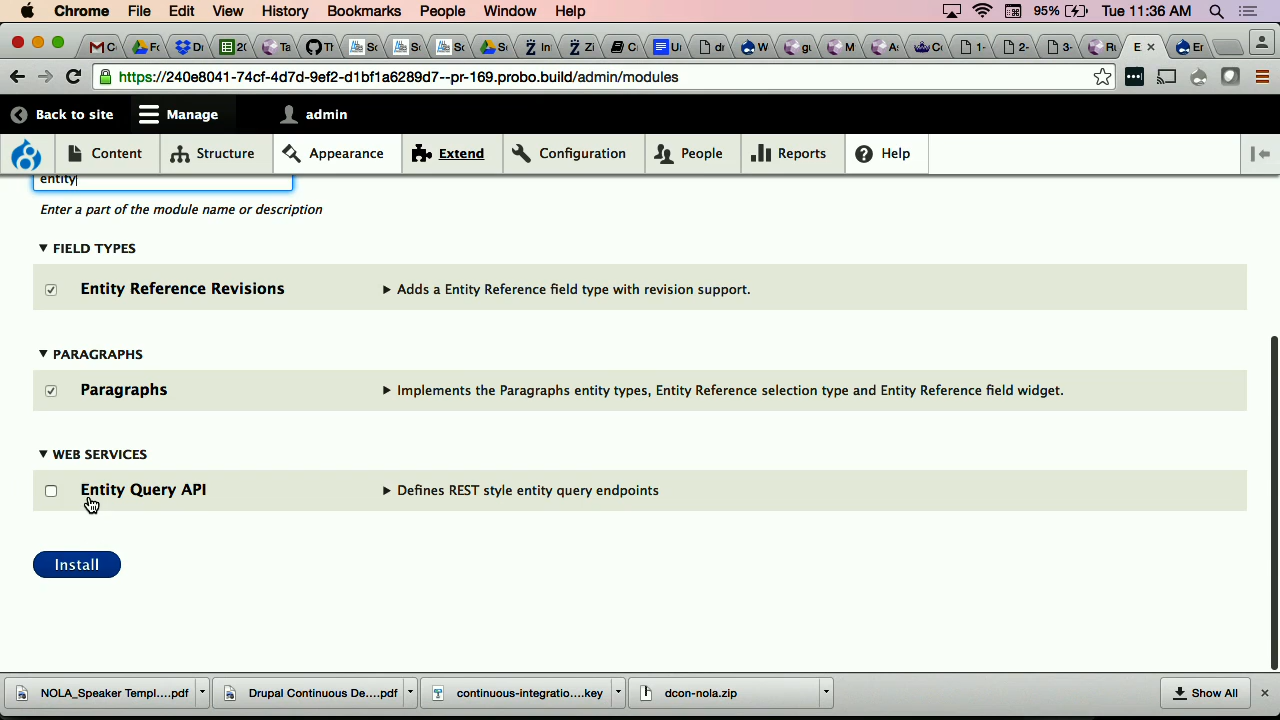 Chrome File Edit View History Bookmarks People Window Help 95% Tue 11:36 AM
https://240e8041-74cf-4d7d-9ef2-d1bf1a6289d7--pr-169.probo.build/admin/modules
Back to site Manage admin
Content Structure Appearance Extend Configuration People Reports Help
entity
Enter a part of the module name or description
▼ FIELD TYPES
Entity Reference Revisions ▶ Adds a Entity Reference field type with revision support.
▼ PARAGRAPHS
Paragraphs ▶ Implements the Paragraphs entity types, Entity Reference selection type and Entity Reference field widget.
▼ WEB SERVICES
Entity Query API ▶ Defines REST style entity query endpoints
Install
NOLA_Speaker Templ....pdf Drupal Continuous De....pdf continuous-integratio....key dcon-nola.zip Show All